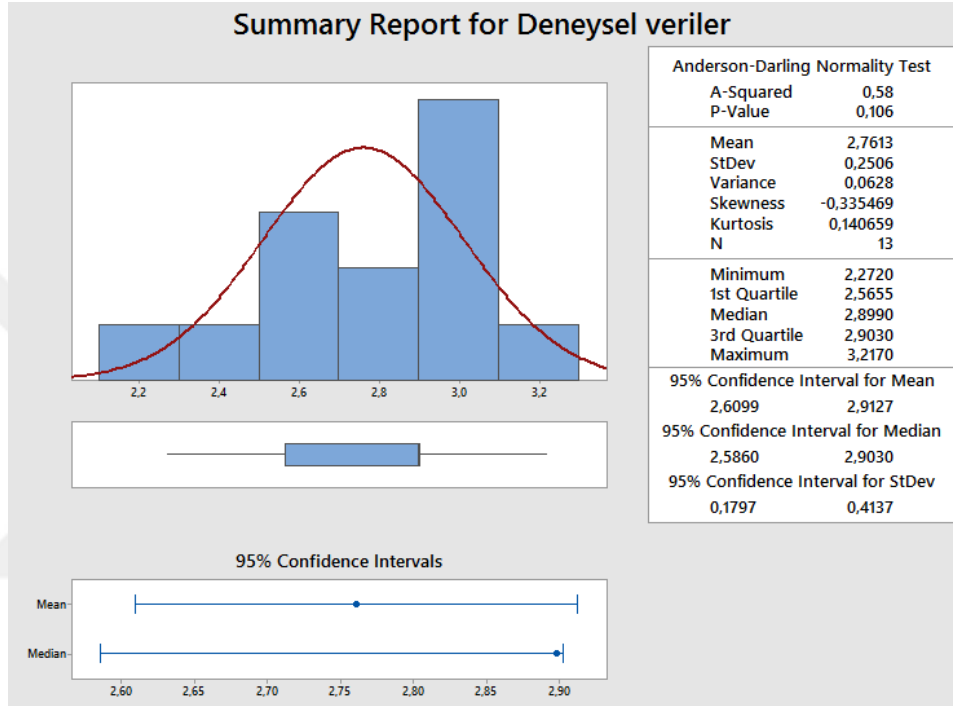 Summary Report for Deneysel veriler
2,2 2,4 2,6 2,8 3,0 3,2
Anderson-Darling Normality Test
A-Squared 0,58
P-Value 0,106
Mean 2,7613
StDev 0,2506
Variance 0,0628
Skewness -0,335469
Kurtosis 0,140659
N 13
Minimum 2,2720
1st Quartile 2,5655
Median 2,8990
3rd Quartile 2,9030
Maximum 3,2170
95% Confidence Interval for Mean
2,6099 2,9127
95% Confidence Interval for Median
2,5860 2,9030
95% Confidence Interval for StDev
0,1797 0,4137
95% Confidence Intervals
Mean
Median
2,60 2,65 2,70 2,75 2,80 2,85 2,90